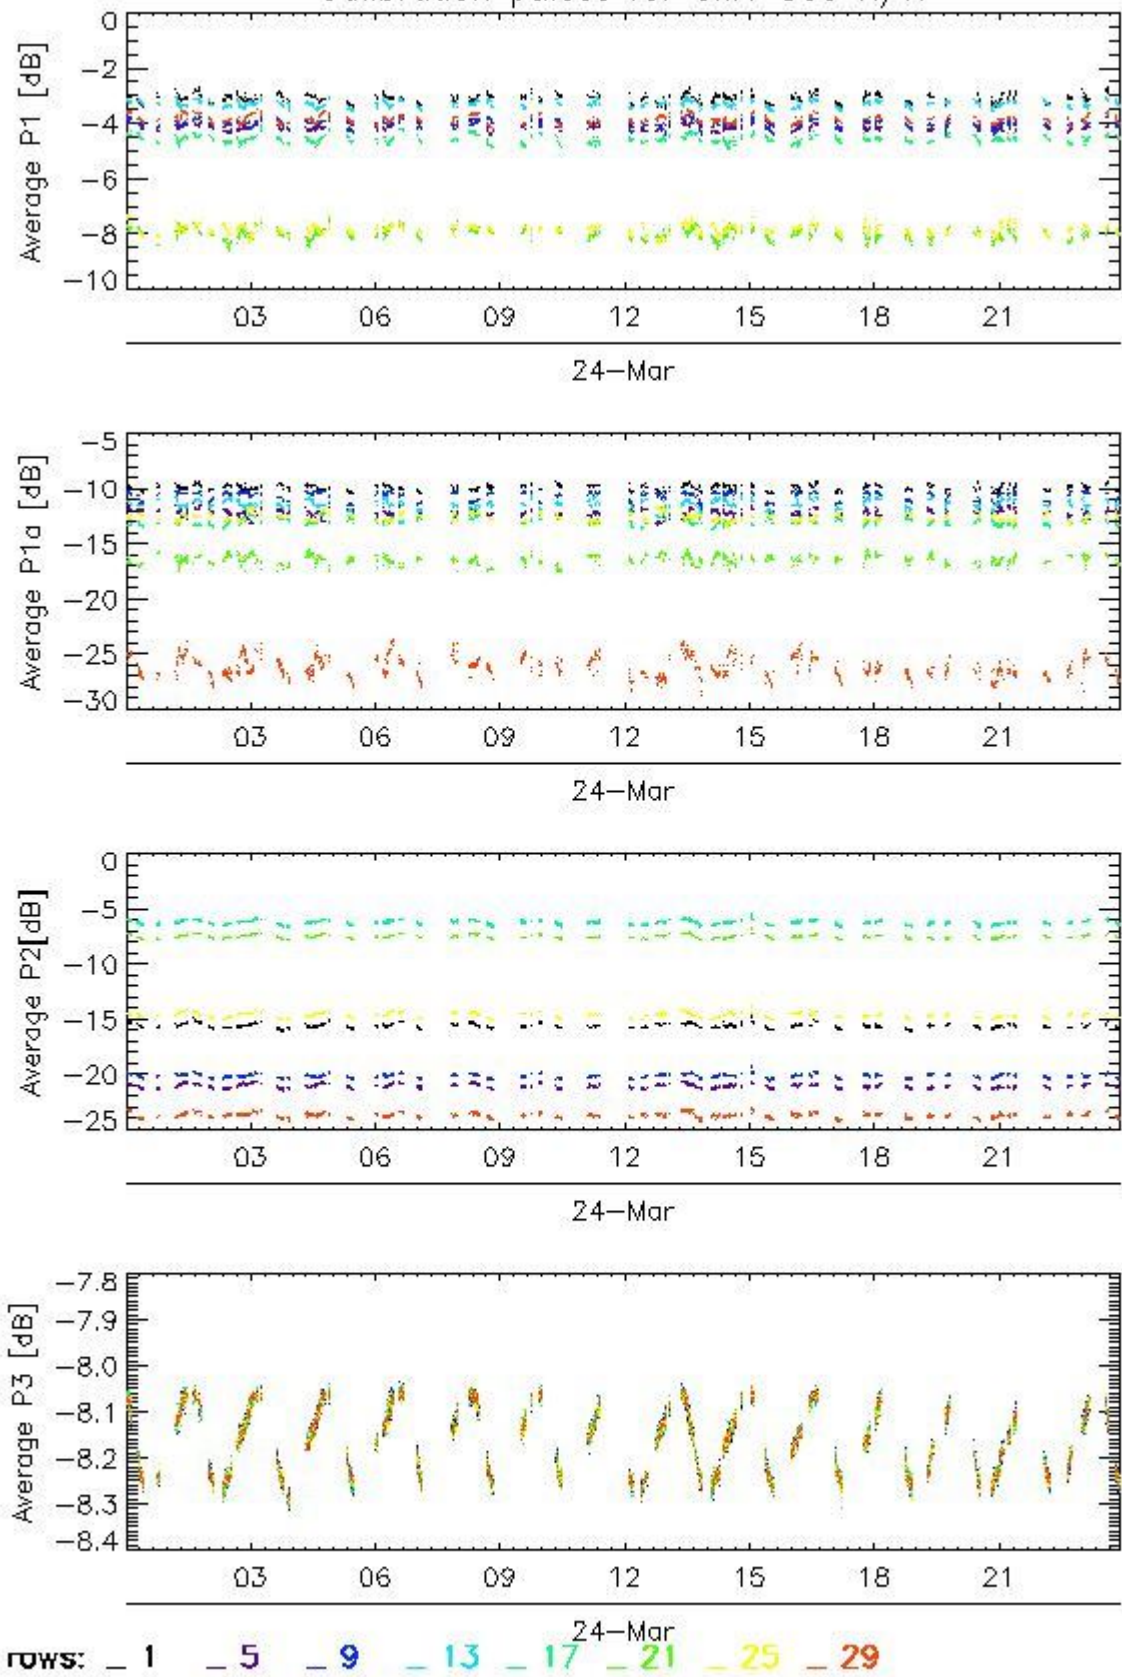 Average P1 [dB]
0
−2
−4
−6
−8
−10
03 06 09 12 15 18 21
24−Mar
Average P1a [dB]
−5
−10
−15
−20
−25
−30
03 06 09 12 15 18 21
24−Mar
Average P2[dB]
0
−5
−10
−15
−20
−25
03 06 09 12 15 18 21
24−Mar
Average P3 [dB]
−7.8
−7.9
−8.0
−8.1
−8.2
−8.3
−8.4
03 06 09 12 15 18 21
24−Mar
rows: _ 1 _ 5 _ 9 _ 13 _ 17 _ 21 _ 25 _ 29